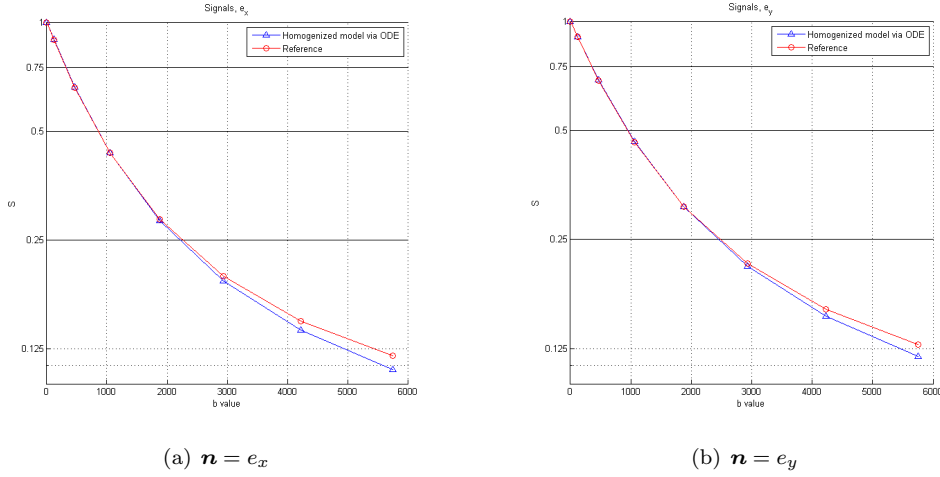 Signals, e_x
1
0.75
0.5
0.25
0.125
S
0 1000 2000 3000 4000 5000 6000
b value
Homogenized model via ODE
Reference
(a) n = e_x
Signals, e_y
1
0.75
0.5
0.25
0.125
S
0 1000 2000 3000 4000 5000 6000
b value
Homogenized model via ODE
Reference
(b) n = e_y